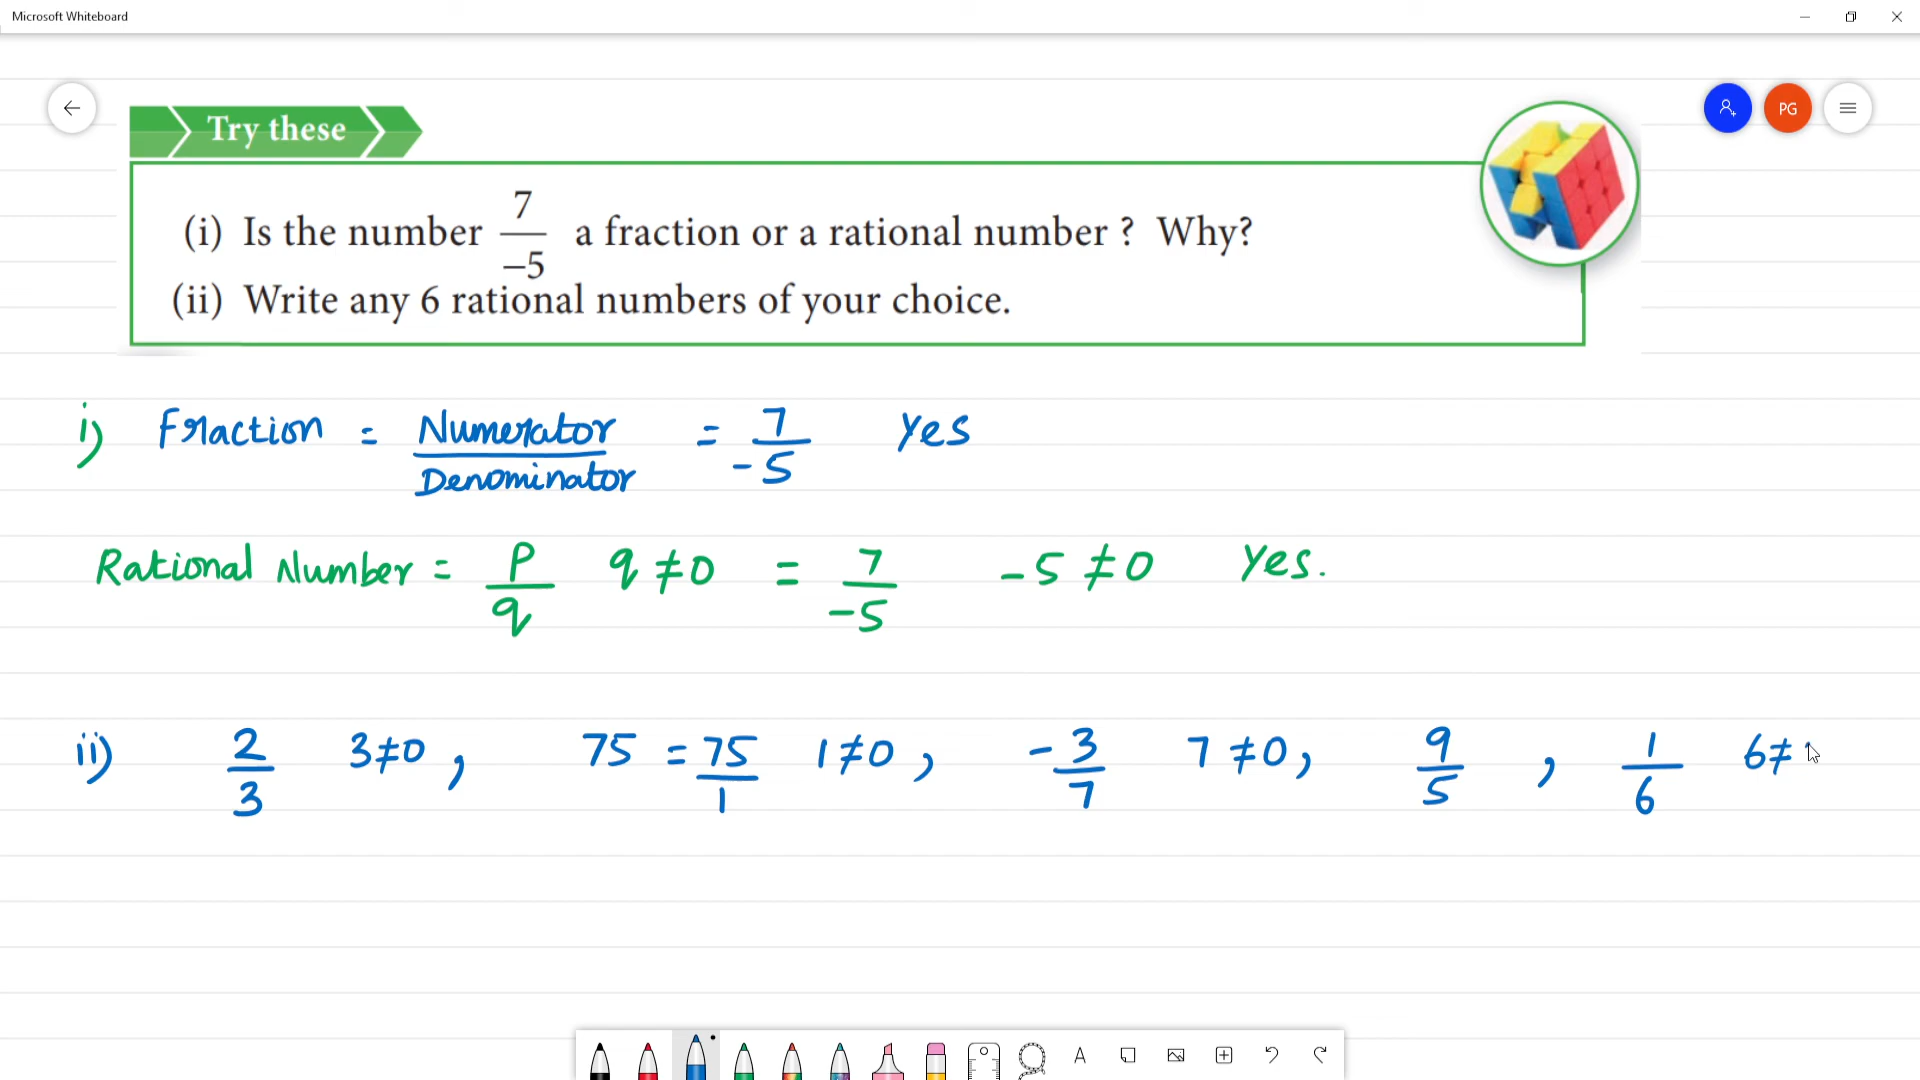 Microsoft Whiteboard
PG
Try these
(i) Is the number 7/−5 a fraction or a rational number ? Why?
(ii) Write any 6 rational numbers of your choice.
i) Fraction = Numerator/Denominator = 7/-5 Yes
Rational Number = P/q q ≠ 0 = 7/-5 -5 ≠ 0 Yes.
ii) 2/3 3≠0 , 75 = 75/1 1≠0 , -3/7 7≠0, 9/5 , 1/6 6≠
A